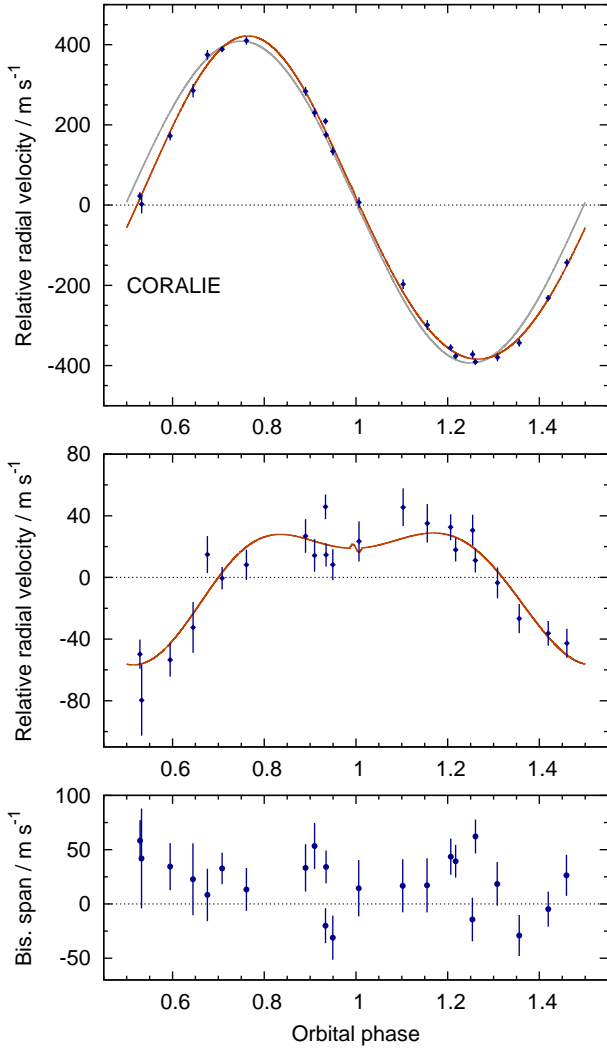 Relative radial velocity / m s-1
400
200
0
-200
-400
CORALIE
0.6 0.8 1 1.2 1.4
Relative radial velocity / m s-1
80
40
0
-40
-80
0.6 0.8 1 1.2 1.4
Bis. span / m s-1
100
50
0
-50
0.6 0.8 1 1.2 1.4
Orbital phase